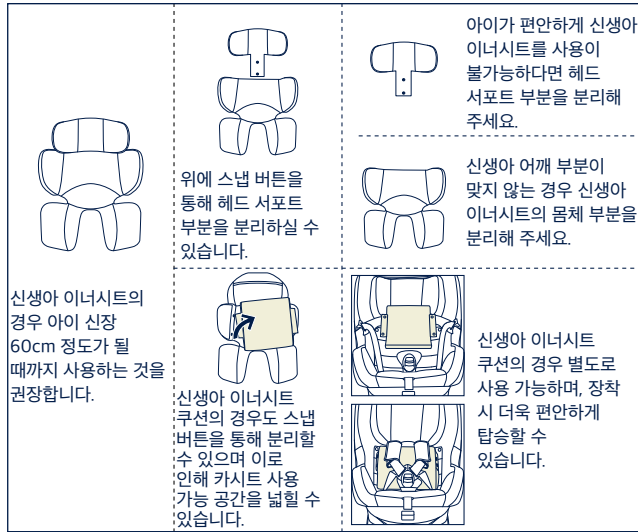 신생아 이너시트의
경우 아이 신장
60cm 정도가 될
때까지 사용하는 것을
권장합니다.
위에 스냅 버튼을
통해 헤드 서포트
부분을 분리하실 수
있습니다.
아이가 편안하게 신생아
이너시트를 사용이
불가능하다면 헤드
서포트 부분을 분리해
주세요.
신생아 어깨 부분이
맞지 않는 경우 신생아
이너시트의 몸체 부분을
분리해 주세요.
신생아 이너시트
쿠션의 경우도 스냅
버튼을 통해 분리할
수 있으며 이로
인해 카시트 사용
가능 공간을 넓힐 수
있습니다.
신생아 이너시트
쿠션의 경우 별도로
사용 가능하며, 장착
시 더욱 편안하게
탑승할 수
있습니다.